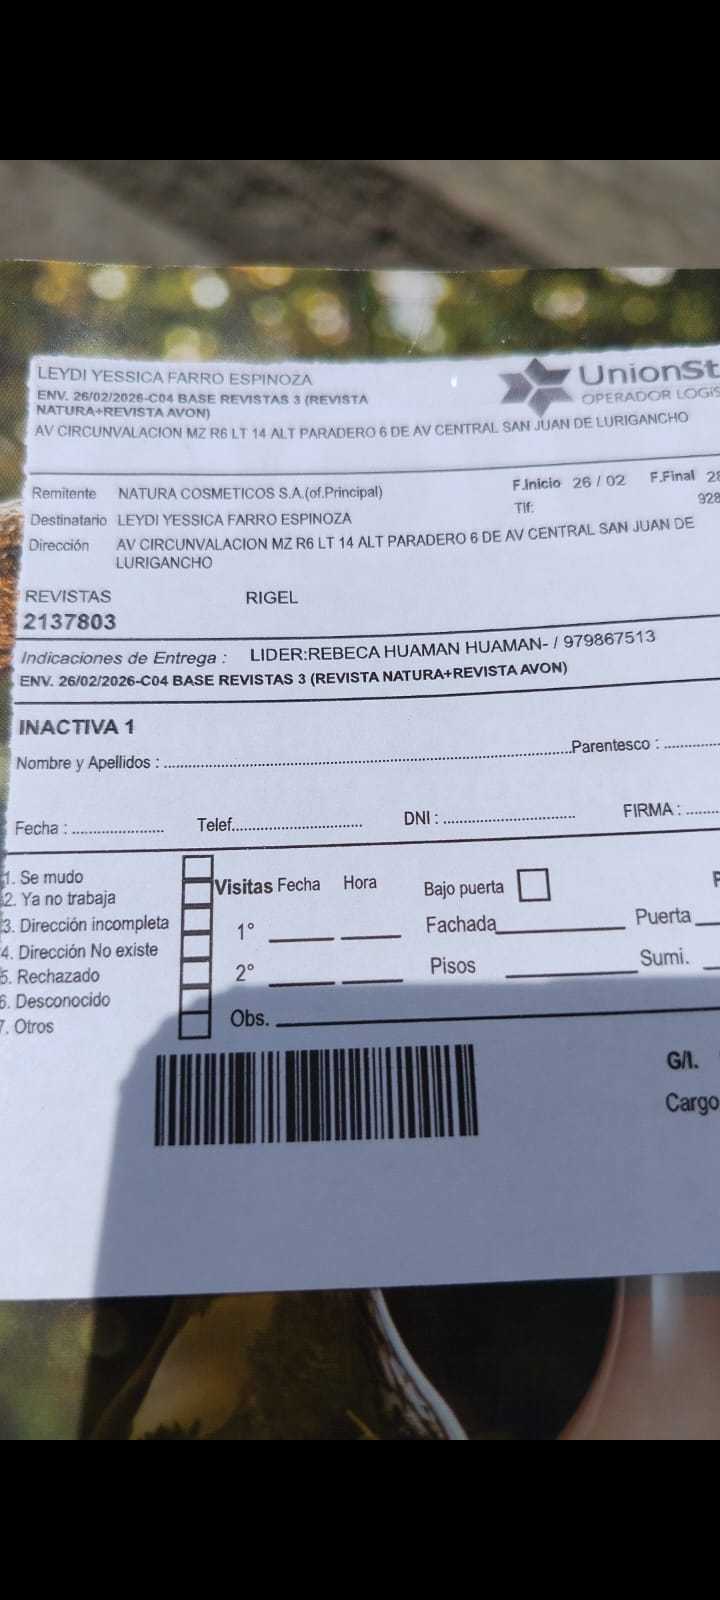 LEYDI YESSICA FARRO ESPINOZA
ENV. 26/02/2026-C04 BASE REVISTAS 3 (REVISTA
NATURA+REVISTA AVON)
AV CIRCUNVALACION MZ R6 LT 14 ALT PARADERO 6 DE AV CENTRAL SAN JUAN DE LURIGANCHO
UnionSt
OPERADOR LOGIS
Remitente NATURA COSMETICOS S.A.(of.Principal)
F.Inicio 26 / 02 F.Final 28
Destinatario LEYDI YESSICA FARRO ESPINOZA
Tlf: 928
Dirección AV CIRCUNVALACION MZ R6 LT 14 ALT PARADERO 6 DE AV CENTRAL SAN JUAN DE
LURIGANCHO
REVISTAS RIGEL
2137803
Indicaciones de Entrega : LIDER:REBECA HUAMAN HUAMAN- / 979867513
ENV. 26/02/2026-C04 BASE REVISTAS 3 (REVISTA NATURA+REVISTA AVON)
INACTIVA 1
Nombre y Apellidos : Parentesco :
Fecha : Telef. DNI : FIRMA :
1. Se mudo
2. Ya no trabaja
3. Dirección incompleta
4. Dirección No existe
5. Rechazado
6. Desconocido
7. Otros
Visitas Fecha Hora Bajo puerta
1° Fachada Puerta
2° Pisos Sumi.
Obs.
G/I.
Cargo